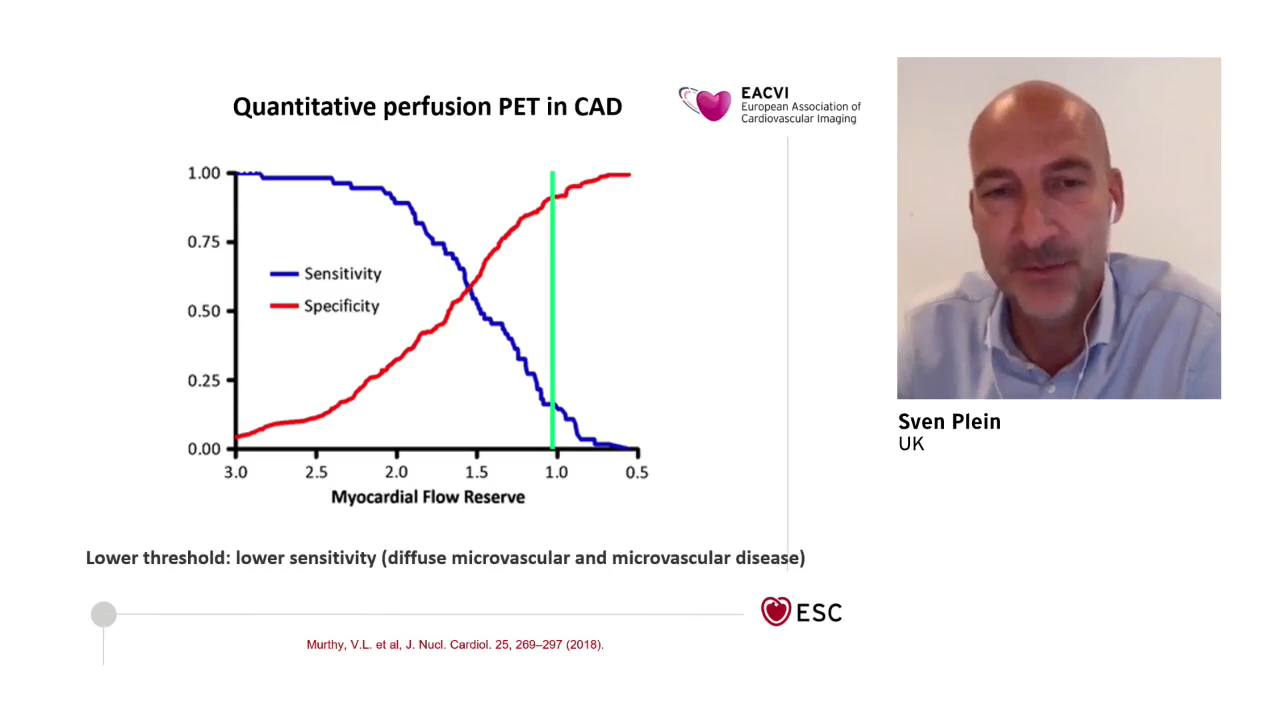 Quantitative perfusion PET in CAD
EACVI
European Association of
Cardiovascular Imaging
1.00
0.75
0.50
0.25
0.00
Sensitivity
Specificity
3.0 2.5 2.0 1.5 1.0 0.5
Myocardial Flow Reserve
Lower threshold: lower sensitivity (diffuse microvascular and microvascular disease)
ESC
Murthy, V.L. et al, J. Nucl. Cardiol. 25, 269–297 (2018).
Sven Plein
UK